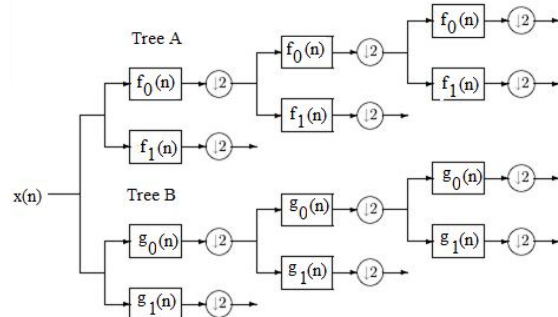 Tree A
f0(n) ↓2 f0(n) ↓2 f0(n) ↓2
f1(n) ↓2
f1(n) ↓2
f1(n) ↓2
x(n)
Tree B
g0(n) ↓2 g0(n) ↓2 g0(n) ↓2
g1(n) ↓2
g1(n) ↓2
g1(n) ↓2